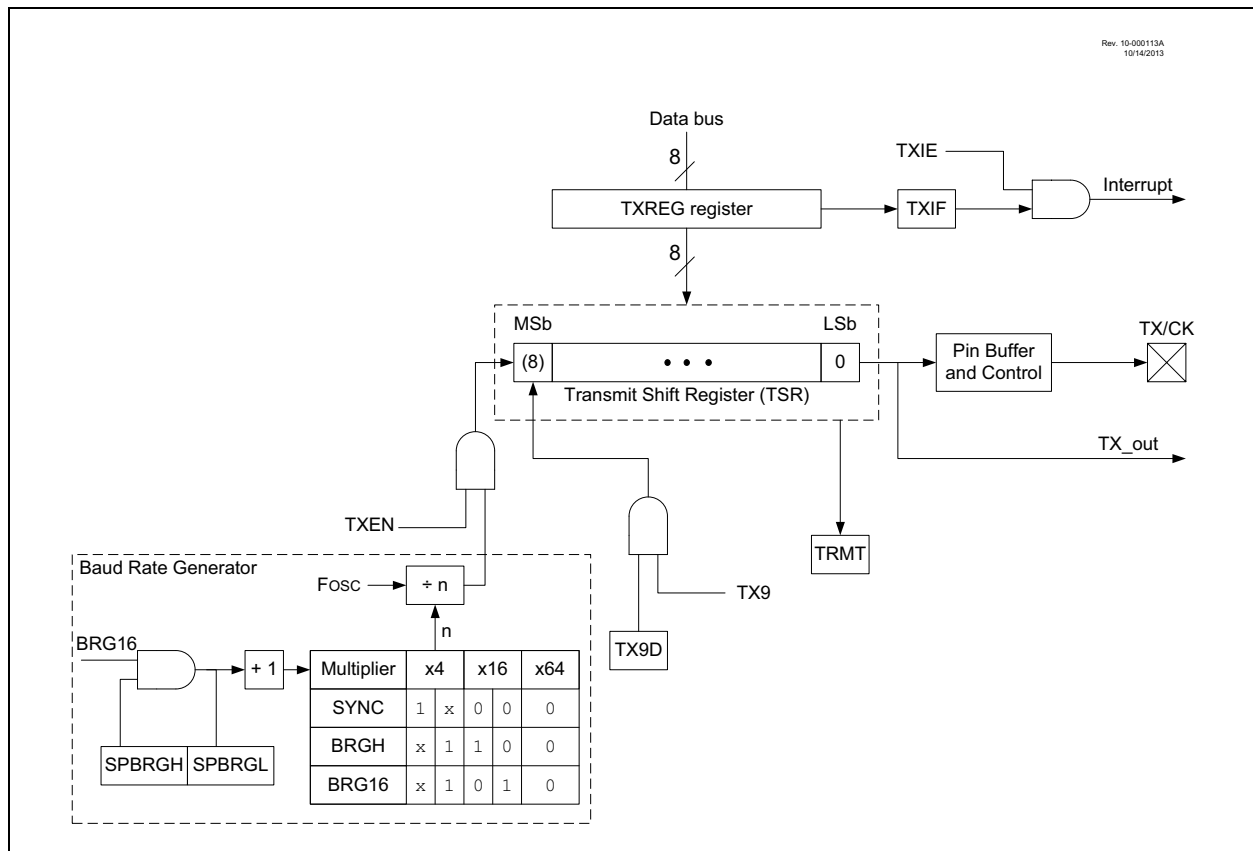 Rev. 10-000113A
10/14/2013
Data bus
8
TXIE
Interrupt
TXREG register
TXIF
8
MSb
LSb
TX/CK
(8)
• • •
0
Pin Buffer
and Control
Transmit Shift Register (TSR)
TX_out
TXEN
TRMT
Baud Rate Generator
FOSC
÷ n
TX9
n
TX9D
BRG16
+ 1
Multiplier x4 x16 x64
SYNC 1 x 0 0 0
BRGH x 1 1 0 0
BRG16 x 1 0 1 0
SPBRGH SPBRGL